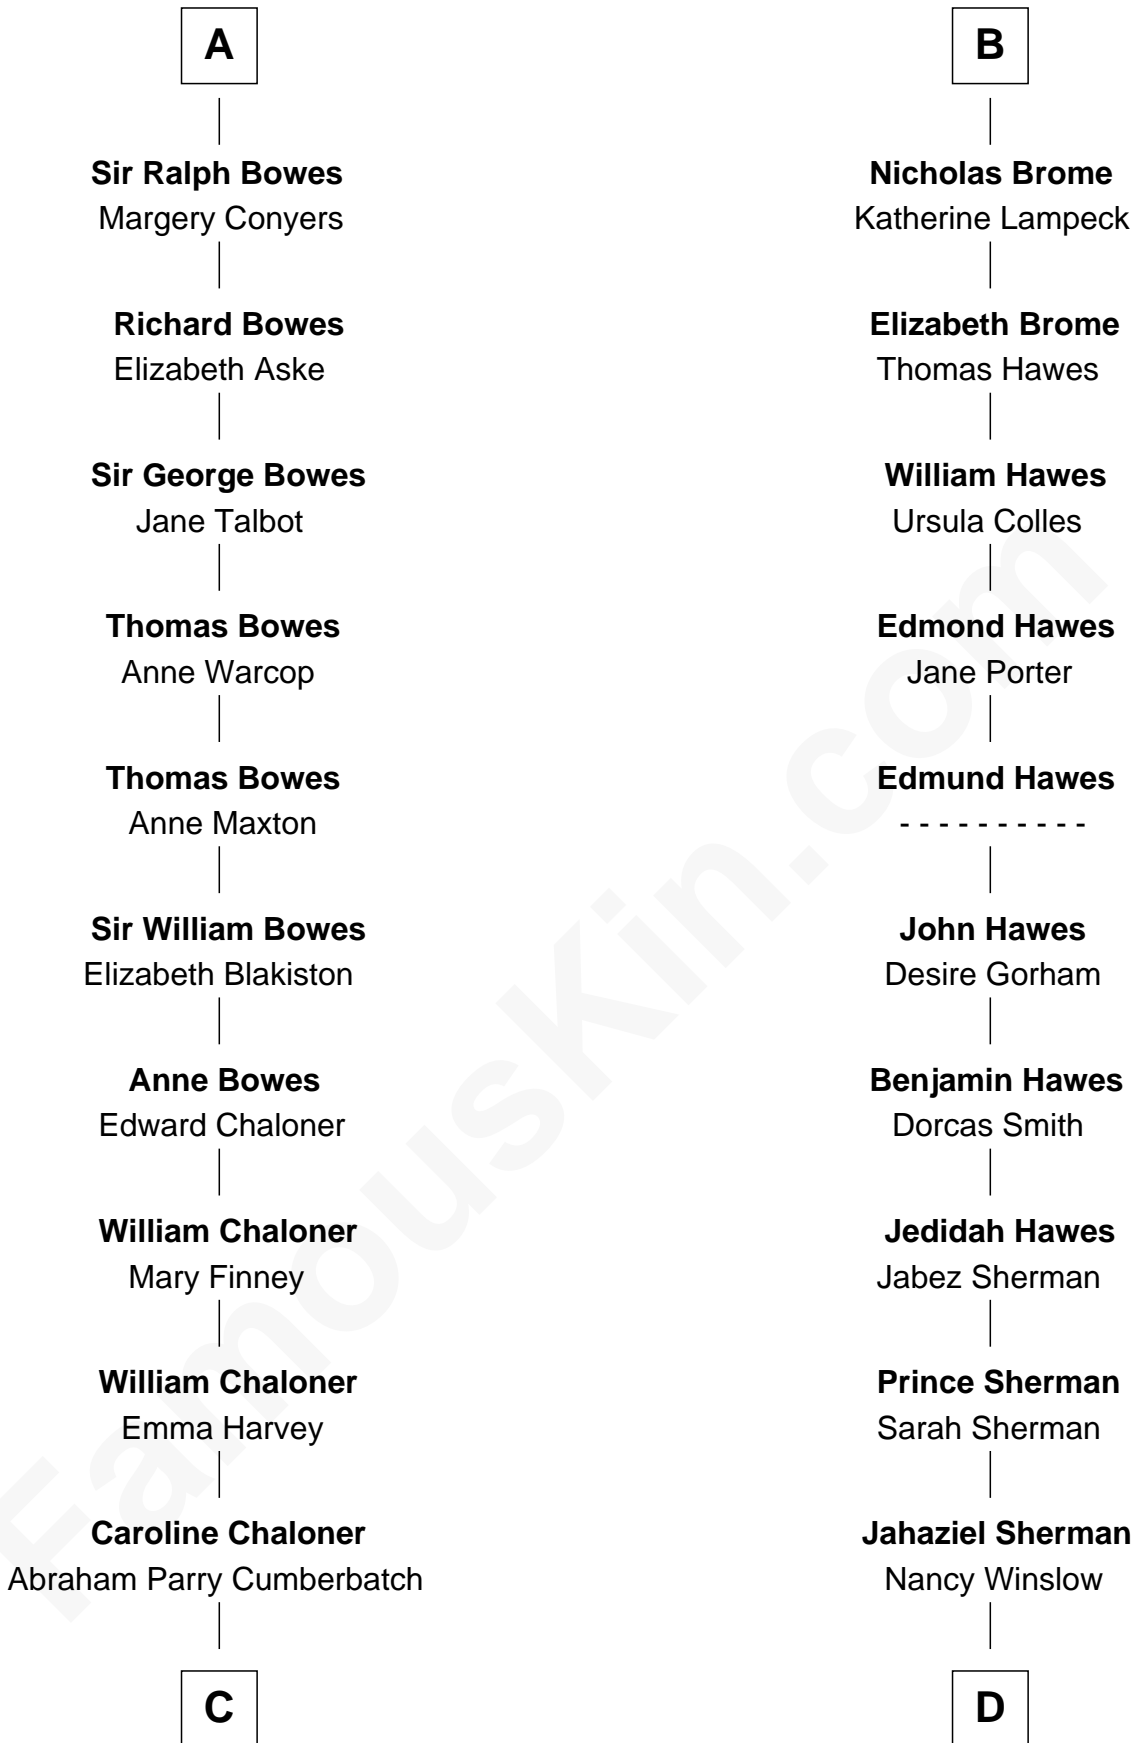 A
Sir Ralph Bowes
Margery Conyers
Richard Bowes
Elizabeth Aske
Sir George Bowes
Jane Talbot
Thomas Bowes
Anne Warcop
Thomas Bowes
Anne Maxton
Sir William Bowes
Elizabeth Blakiston
Anne Bowes
Edward Chaloner
William Chaloner
Mary Finney
William Chaloner
Emma Harvey
Caroline Chaloner
Abraham Parry Cumberbatch
C
B
Nicholas Brome
Katherine Lampeck
Elizabeth Brome
Thomas Hawes
William Hawes
Ursula Colles
Edmond Hawes
Jane Porter
Edmund Hawes
- - - - - - - - - -
John Hawes
Desire Gorham
Benjamin Hawes
Dorcas Smith
Jedidah Hawes
Jabez Sherman
Prince Sherman
Sarah Sherman
Jahaziel Sherman
Nancy Winslow
D
FamousKin.com